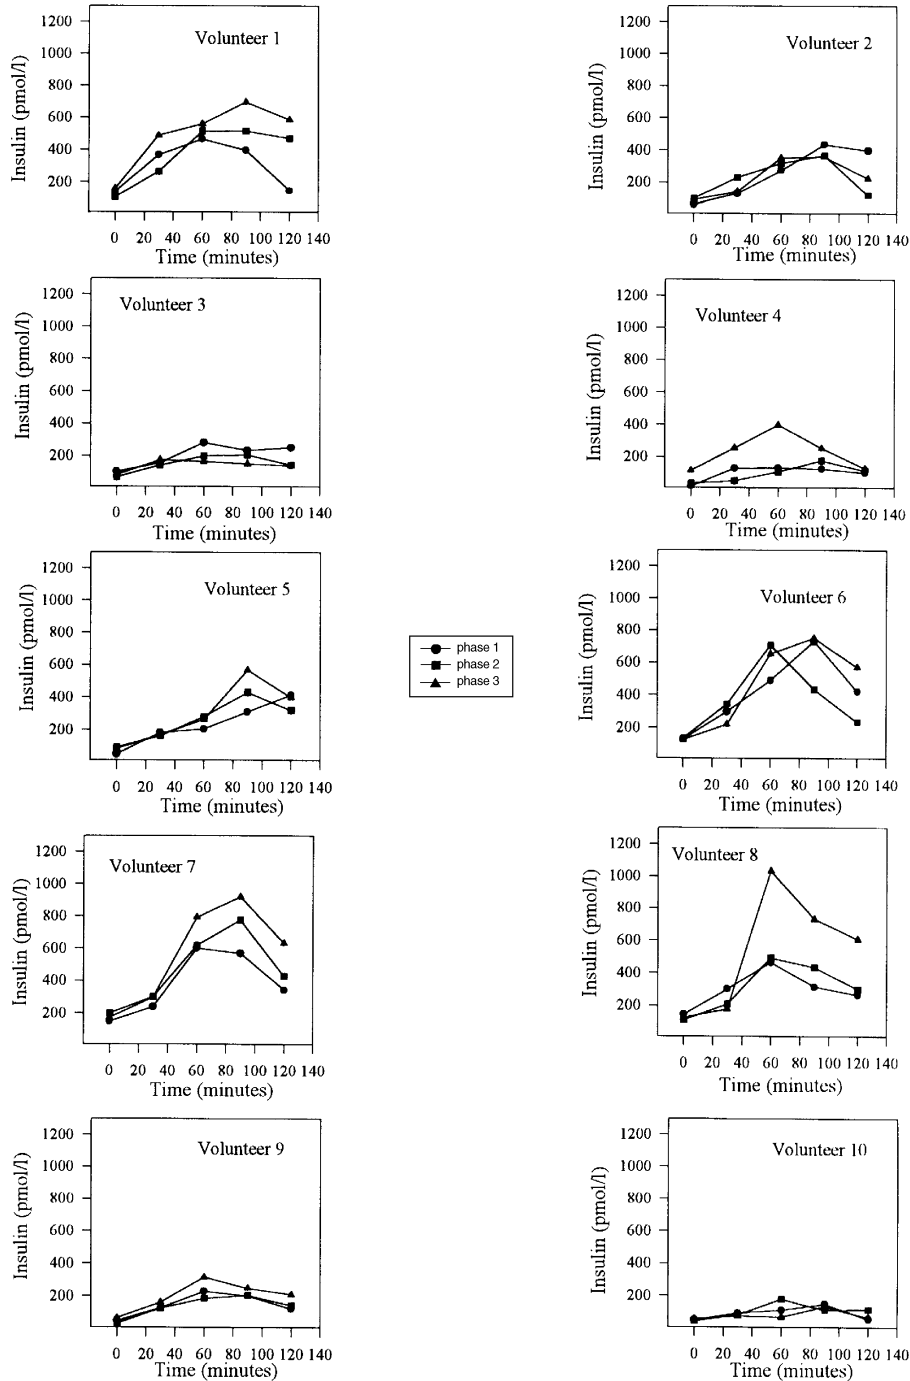 Volunteer 1
1200
1000
800
600
400
200
Insulin (pmol/l)
0 20 40 60 80 100 120 140
Time (minutes)
Volunteer 2
1200
1000
800
600
400
200
Insulin (pmol/l)
0 20 40 60 80 100 120 140
Time (minutes)
Volunteer 3
1200
1000
800
600
400
200
Insulin (pmol/l)
0 20 40 60 80 100 120 140
Time (minutes)
Volunteer 4
1200
1000
800
600
400
200
Insulin (pmol/l)
0 20 40 60 80 100 120 140
Time (minutes)
Volunteer 5
1200
1000
800
600
400
200
Insulin (pmol/l)
0 20 40 60 80 100 120 140
Time (minutes)
phase 1
phase 2
phase 3
Volunteer 6
1200
1000
800
600
400
200
Insulin (pmol/l)
0 20 40 60 80 100 120 140
Time (minutes)
Volunteer 7
1200
1000
800
600
400
200
Insulin (pmol/l)
0 20 40 60 80 100 120 140
Time (minutes)
Volunteer 8
1200
1000
800
600
400
200
Insulin (pmol/l)
0 20 40 60 80 100 120 140
Time (minutes)
Volunteer 9
1200
1000
800
600
400
200
Insulin (pmol/l)
0 20 40 60 80 100 120 140
Time (minutes)
Volunteer 10
1200
1000
800
600
400
200
Insulin (pmol/l)
0 20 40 60 80 100 120 140
Time (minutes)